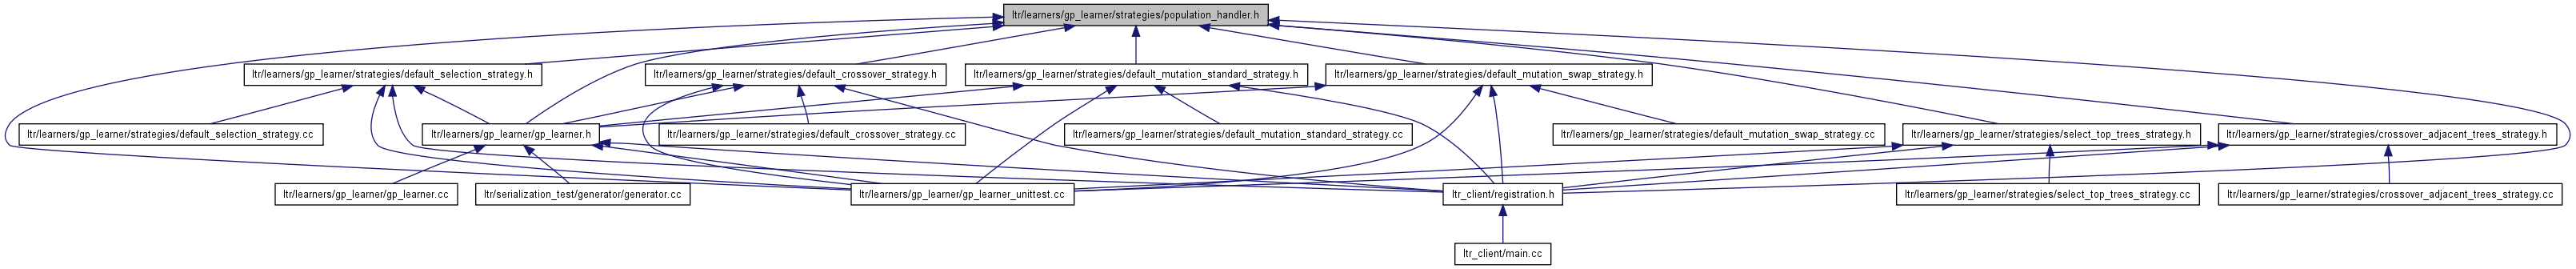 ltr/learners/gp_learner/strategies/population_handler.h
ltr/learners/gp_learner/strategies/default_selection_strategy.h
ltr/learners/gp_learner/strategies/default_crossover_strategy.h
ltr/learners/gp_learner/strategies/default_mutation_standard_strategy.h
ltr/learners/gp_learner/strategies/default_mutation_swap_strategy.h
ltr/learners/gp_learner/strategies/default_selection_strategy.cc
ltr/learners/gp_learner/gp_learner.h
ltr/learners/gp_learner/strategies/default_crossover_strategy.cc
ltr/learners/gp_learner/strategies/default_mutation_standard_strategy.cc
ltr/learners/gp_learner/strategies/default_mutation_swap_strategy.cc
ltr/learners/gp_learner/strategies/select_top_trees_strategy.h
ltr/learners/gp_learner/strategies/crossover_adjacent_trees_strategy.h
ltr/learners/gp_learner/gp_learner.cc
ltr/serialization_test/generator/generator.cc
ltr/learners/gp_learner/gp_learner_unittest.cc
ltr_client/registration.h
ltr/learners/gp_learner/strategies/select_top_trees_strategy.cc
ltr/learners/gp_learner/strategies/crossover_adjacent_trees_strategy.cc
ltr_client/main.cc